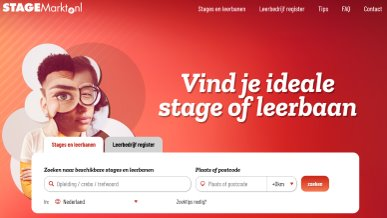 STAGEMarkt.nl
Stages en leerbanen Leerbedrijf register Tips FAQ Contact
Vind je ideale
stage of leerbaan
Stages en leerbanen Leerbedrijf register
Zoeken naar beschikbare stages en leerbanen Plaats of postcode
Opleiding / crebo / trefwoord Plaats of postcode +0km zoeken
In: Nederland Zoektips nodig?